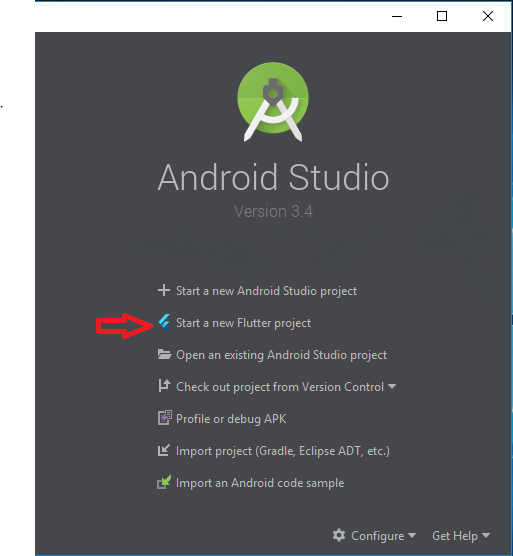 Android Studio
Version 3.4
Start a new Android Studio project
Start a new Flutter project
Open an existing Android Studio project
Check out project from Version Control
Profile or debug APK
Import project (Gradle, Eclipse ADT, etc.)
Import an Android code sample
Configure Get Help